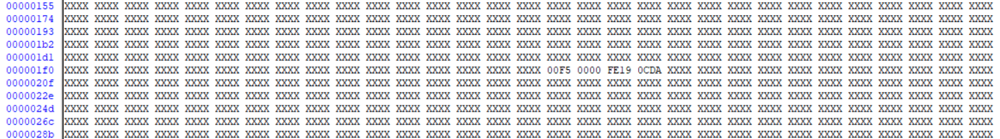 00000155 XXXX XXXX XXXX XXXX XXXX XXXX XXXX XXXX XXXX XXXX XXXX XXXX XXXX XXXX XXXX XXXX XXXX XXXX XXXX XXXX XXXX XXXX XXXX XXXX XXXX XXXX XXXX XXXX XXXX XXXX XXXX
00000174 XXXX XXXX XXXX XXXX XXXX XXXX XXXX XXXX XXXX XXXX XXXX XXXX XXXX XXXX XXXX XXXX XXXX XXXX XXXX XXXX XXXX XXXX XXXX XXXX XXXX XXXX XXXX XXXX XXXX XXXX XXXX
00000193 XXXX XXXX XXXX XXXX XXXX XXXX XXXX XXXX XXXX XXXX XXXX XXXX XXXX XXXX XXXX XXXX XXXX XXXX XXXX XXXX XXXX XXXX XXXX XXXX XXXX XXXX XXXX XXXX XXXX XXXX XXXX
000001b2 XXXX XXXX XXXX XXXX XXXX XXXX XXXX XXXX XXXX XXXX XXXX XXXX XXXX XXXX XXXX XXXX XXXX XXXX XXXX XXXX XXXX XXXX XXXX XXXX XXXX XXXX XXXX XXXX XXXX XXXX XXXX
000001d1 XXXX XXXX XXXX XXXX XXXX XXXX XXXX XXXX XXXX XXXX XXXX XXXX XXXX XXXX XXXX XXXX XXXX XXXX XXXX XXXX XXXX XXXX XXXX XXXX XXXX XXXX XXXX XXXX XXXX XXXX XXXX
000001f0 XXXX XXXX XXXX XXXX XXXX XXXX XXXX XXXX XXXX XXXX XXXX XXXX XXXX XXXX XXXX XXXX 00F5 0000 FE19 0CDA XXXX XXXX XXXX XXXX XXXX XXXX XXXX XXXX XXXX XXXX XXXX
0000020f XXXX XXXX XXXX XXXX XXXX XXXX XXXX XXXX XXXX XXXX XXXX XXXX XXXX XXXX XXXX XXXX XXXX XXXX XXXX XXXX XXXX XXXX XXXX XXXX XXXX XXXX XXXX XXXX XXXX XXXX XXXX
0000022e XXXX XXXX XXXX XXXX XXXX XXXX XXXX XXXX XXXX XXXX XXXX XXXX XXXX XXXX XXXX XXXX XXXX XXXX XXXX XXXX XXXX XXXX XXXX XXXX XXXX XXXX XXXX XXXX XXXX XXXX XXXX
0000024d XXXX XXXX XXXX XXXX XXXX XXXX XXXX XXXX XXXX XXXX XXXX XXXX XXXX XXXX XXXX XXXX XXXX XXXX XXXX XXXX XXXX XXXX XXXX XXXX XXXX XXXX XXXX XXXX XXXX XXXX XXXX
0000026c XXXX XXXX XXXX XXXX XXXX XXXX XXXX XXXX XXXX XXXX XXXX XXXX XXXX XXXX XXXX XXXX XXXX XXXX XXXX XXXX XXXX XXXX XXXX XXXX XXXX XXXX XXXX XXXX XXXX XXXX XXXX
0000028b XXXX XXXX XXXX XXXX XXXX XXXX XXXX XXXX XXXX XXXX XXXX XXXX XXXX XXXX XXXX XXXX XXXX XXXX XXXX XXXX XXXX XXXX XXXX XXXX XXXX XXXX XXXX XXXX XXXX XXXX XXXX